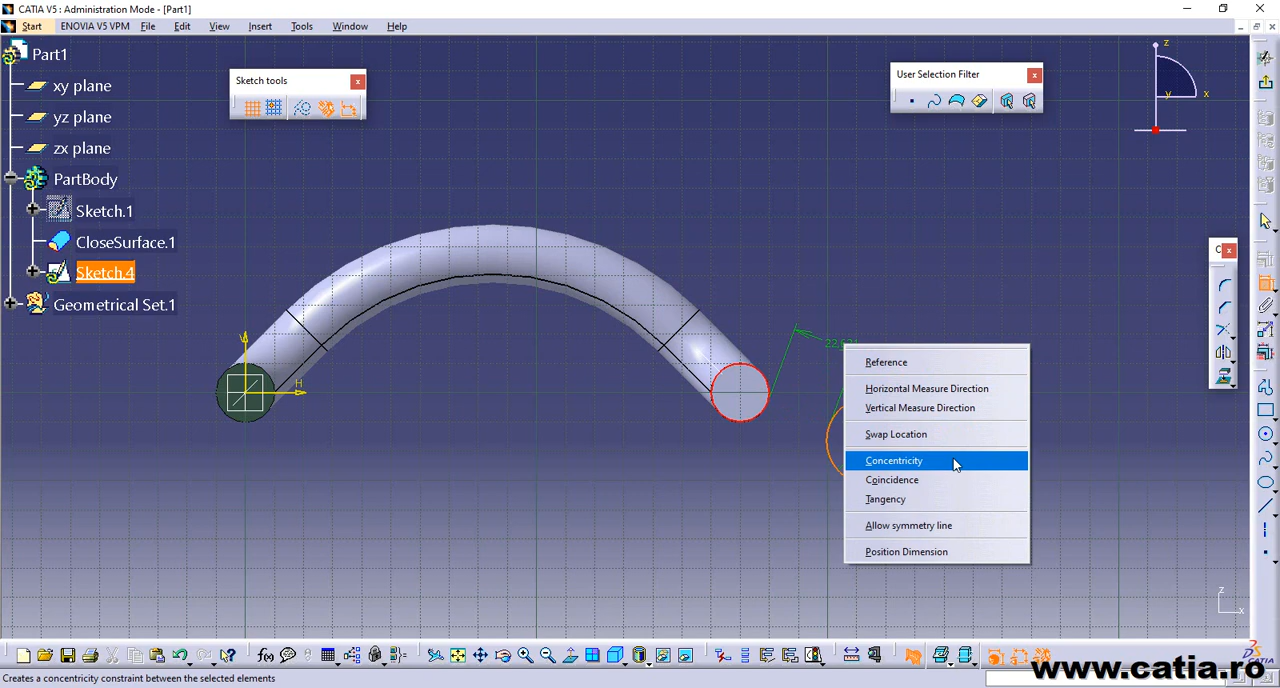 CATIA V5 : Administration Mode - [Part1]
Start ENOVIA V5 VPM File Edit View Insert Tools Window Help
Part1
xy plane
yz plane
zx plane
PartBody
Sketch.1
CloseSurface.1
Sketch.4
Geometrical Set.1
Sketch tools
User Selection Filter
z
x
y
V
H
Reference
Horizontal Measure Direction
Vertical Measure Direction
Swap Location
Concentricity
Coincidence
Tangency
Allow symmetry line
Position Dimension
z
x
f(x)
www.catia.ro
CATIA
Creates a concentricity constraint between the selected elements